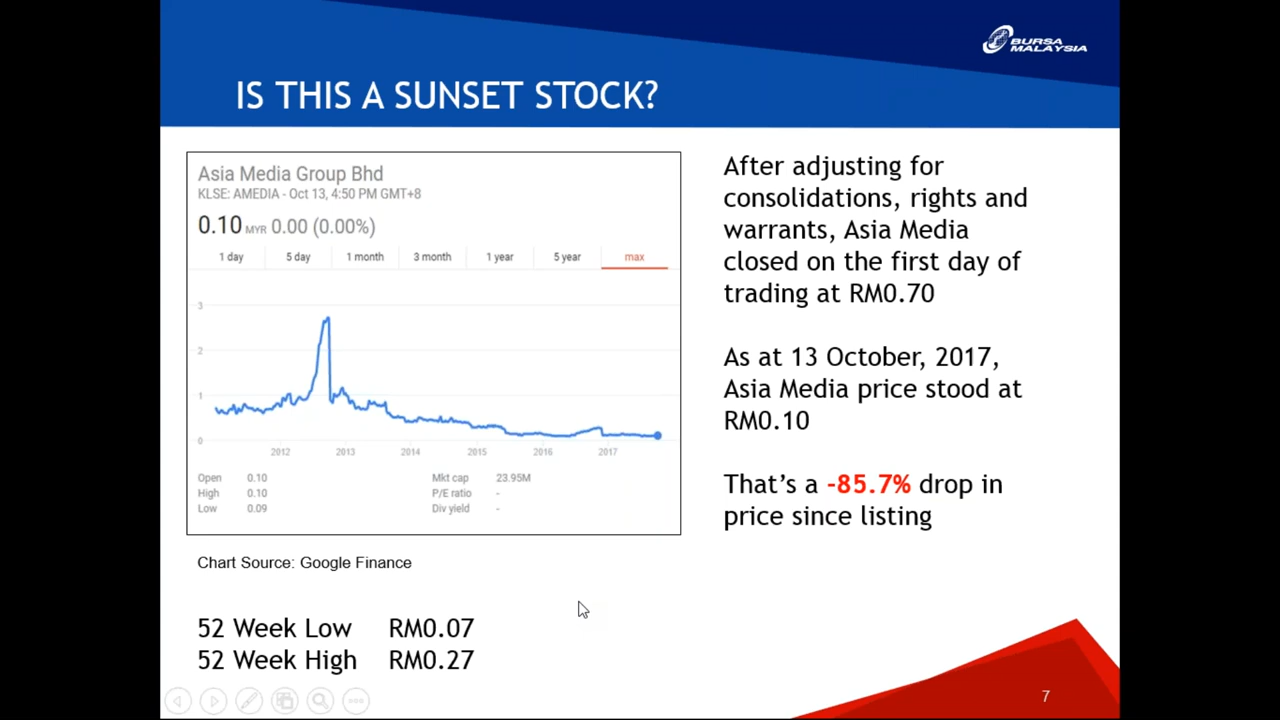 BURSA
MALAYSIA
IS THIS A SUNSET STOCK?
Asia Media Group Bhd
KLSE: AMEDIA - Oct 13, 4:50 PM GMT+8
0.10 MYR 0.00 (0.00%)
1 day 5 day 1 month 3 month 1 year 5 year max
3
2
1
0
2012 2013 2014 2015 2016 2017
Open 0.10 Mkt cap 23.95M
High 0.10 P/E ratio -
Low 0.09 Div yield -
Chart Source: Google Finance
52 Week Low RM0.07
52 Week High RM0.27
After adjusting for
consolidations, rights and
warrants, Asia Media
closed on the first day of
trading at RM0.70
As at 13 October, 2017,
Asia Media price stood at
RM0.10
That’s a -85.7% drop in
price since listing
7